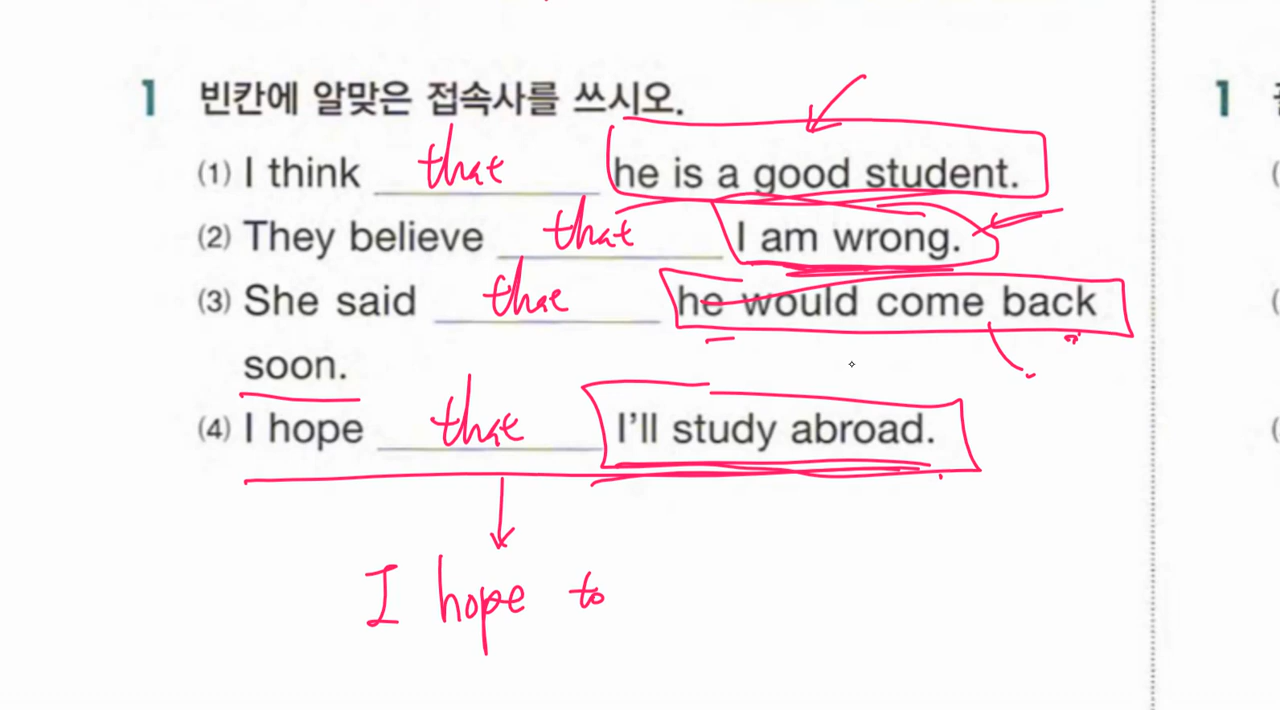 1 빈칸에 알맞은 접속사를 쓰시오. 1
(1) I think that he is a good student.
(2) They believe that I am wrong.
(3) She said that he would come back
soon.
(4) I hope that I'll study abroad.
I hope to